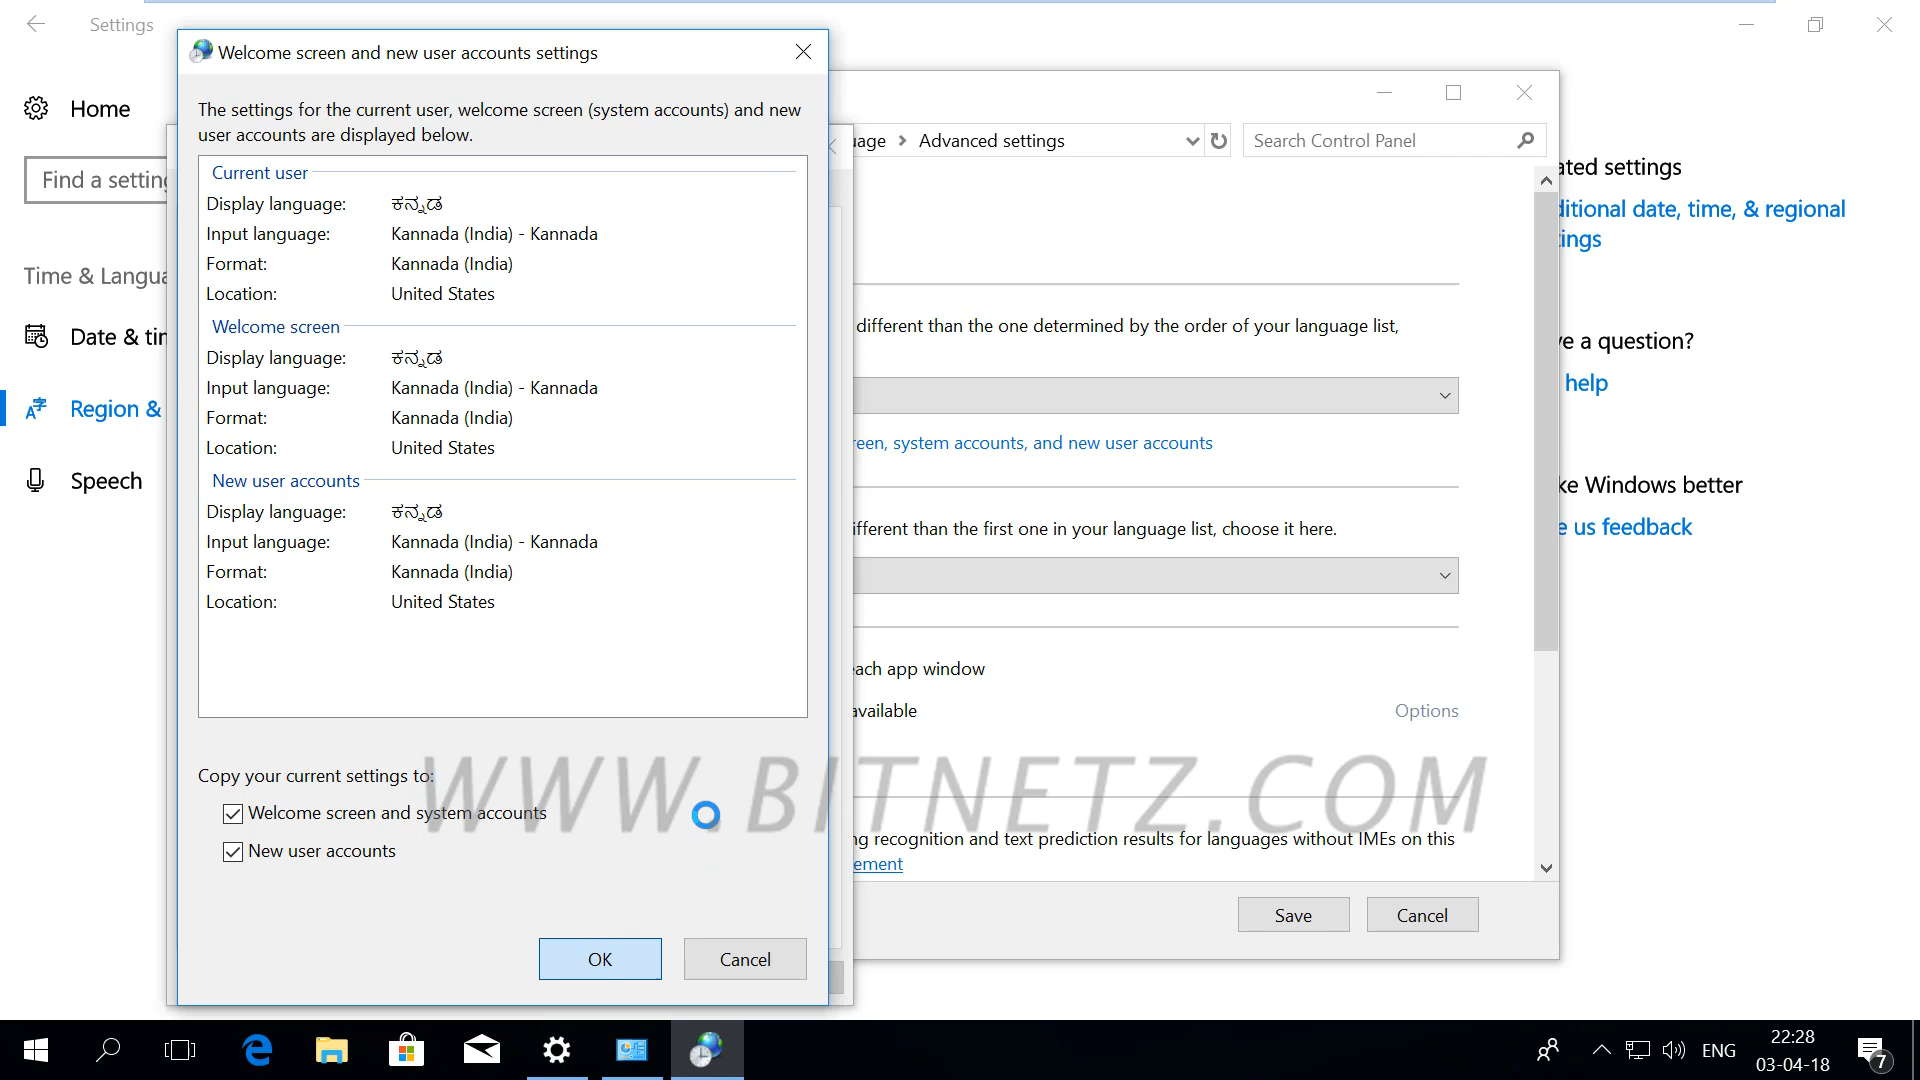 Settings
Welcome screen and new user accounts settings
Home
The settings for the current user, welcome screen (system accounts) and new
user accounts are displayed below.
Advanced settings
Search Control Panel
Current user
Display language: ಕನ್ನಡ
Input language: Kannada (India) - Kannada
Format: Kannada (India)
Location: United States
Welcome screen
Display language: ಕನ್ನಡ
Input language: Kannada (India) - Kannada
Format: Kannada (India)
Location: United States
New user accounts
Display language: ಕನ್ನಡ
Input language: Kannada (India) - Kannada
Format: Kannada (India)
Location: United States
Copy your current settings to:
Welcome screen and system accounts
New user accounts
OK
Cancel
Find a setting
Time & Langua
Date & tim
Region &
Speech
different than the one determined by the order of your language list,
een, system accounts, and new user accounts
ifferent than the first one in your language list, choose it here.
each app window
available
Options
ng recognition and text prediction results for languages without IMEs on this
ement
Save
Cancel
ated settings
ditional date, time, & regional
tings
ve a question?
help
ke Windows better
e us feedback
WWW.BITNETZ.COM
ENG
22:28
03-04-18
7